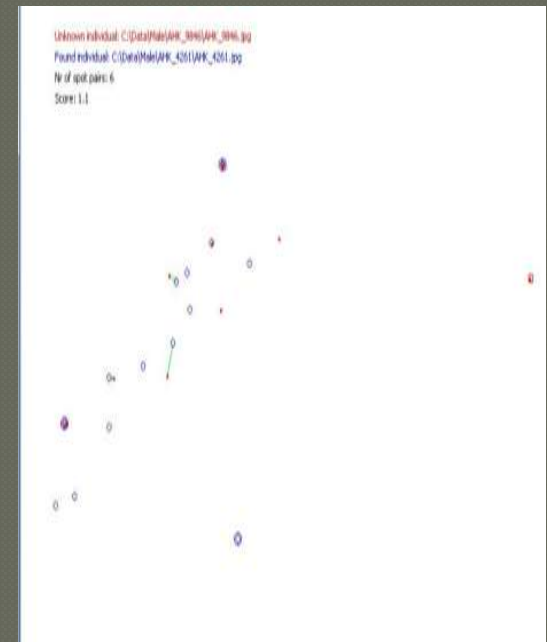 Unknown individual: C:\Data\Male\AHK_9846\AHK_9846.jpg
Found individual: C:\Data\Male\AHK_4261\AHK_4261.jpg
Nr of spot pairs: 6
Score: 1.1